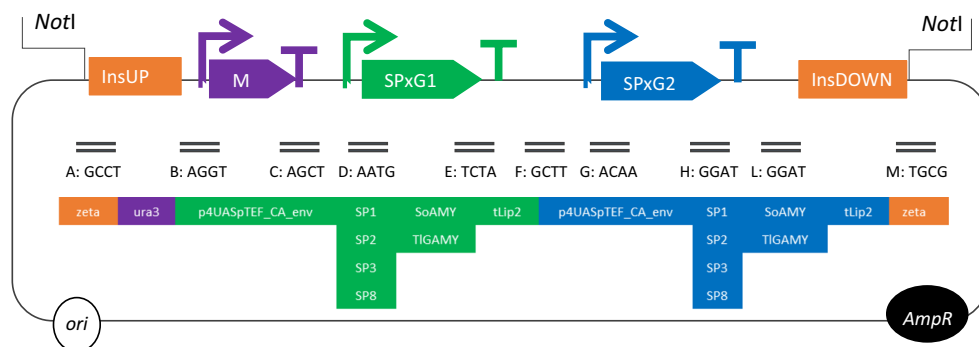 NotI
NotI
InsUP
M
SPxG1
SPxG2
InsDOWN
A: GCCT
B: AGGT
C: AGCT
D: AATG
E: TCTA
F: GCTT
G: ACAA
H: GGAT
L: GGAT
M: TGCG
zeta
ura3
p4UASpTEF_CA_env
SP1
SoAMY
tLip2
p4UASpTEF_CA_env
SP1
SoAMY
tLip2
zeta
SP2
TlGAMY
SP2
TlGAMY
SP3
SP3
SP8
SP8
ori
AmpR